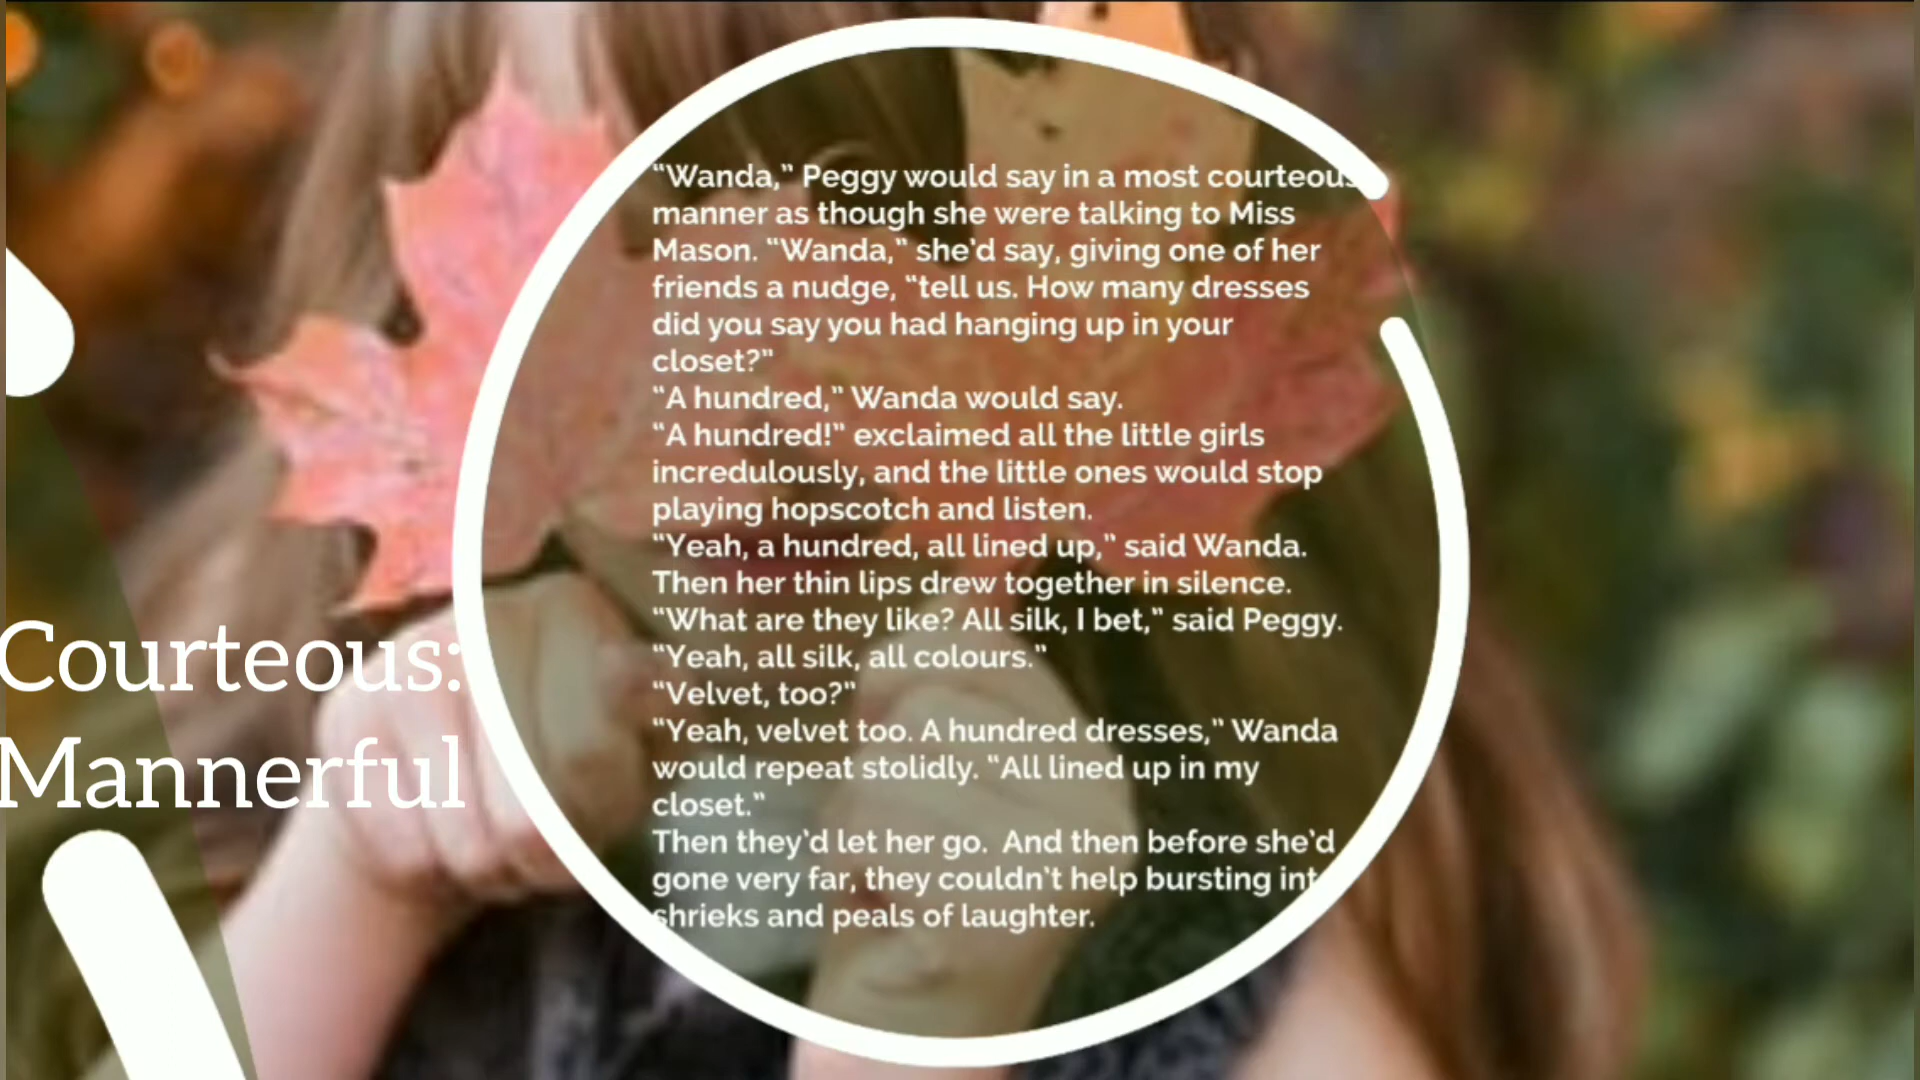 “Wanda,” Peggy would say in a most courteous
manner as though she were talking to Miss
Mason. “Wanda,” she’d say, giving one of her
friends a nudge, “tell us. How many dresses
did you say you had hanging up in your
closet?”
“A hundred,” Wanda would say.
“A hundred!” exclaimed all the little girls
incredulously, and the little ones would stop
playing hopscotch and listen.
“Yeah, a hundred, all lined up,” said Wanda.
Then her thin lips drew together in silence.
“What are they like? All silk, I bet,” said Peggy.
“Yeah, all silk, all colours.”
“Velvet, too?”
“Yeah, velvet too. A hundred dresses,” Wanda
would repeat stolidly. “All lined up in my
closet.”
Then they’d let her go.  And then before she’d
gone very far, they couldn’t help bursting into
shrieks and peals of laughter.
Courteous:
Mannerful